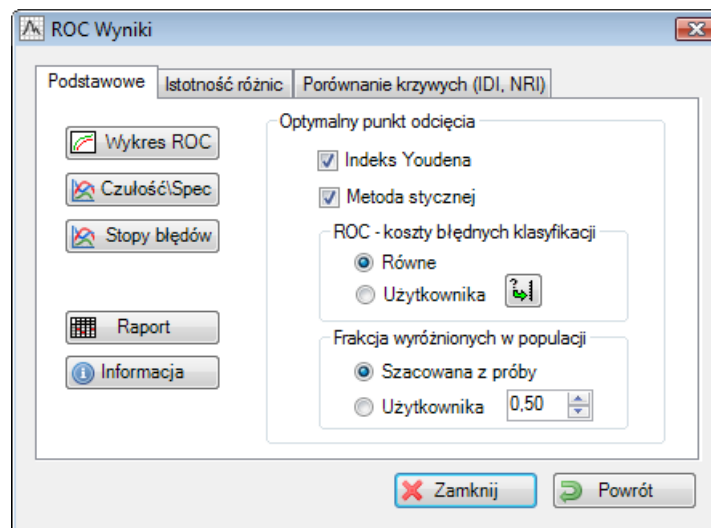 ROC Wyniki
Podstawowe
Istotność różnic
Porównanie krzywych (IDI, NRI)
Wykres ROC
Czułość\Spec
Stopy błędów
Raport
Informacja
Optymalny punkt odcięcia
Indeks Youdena
Metoda stycznej
ROC - koszty błędnych klasyfikacji
Równe
Użytkownika
Frakcja wyróżnionych w populacji
Szacowana z próby
Użytkownika 0,50
Zamknij
Powrót